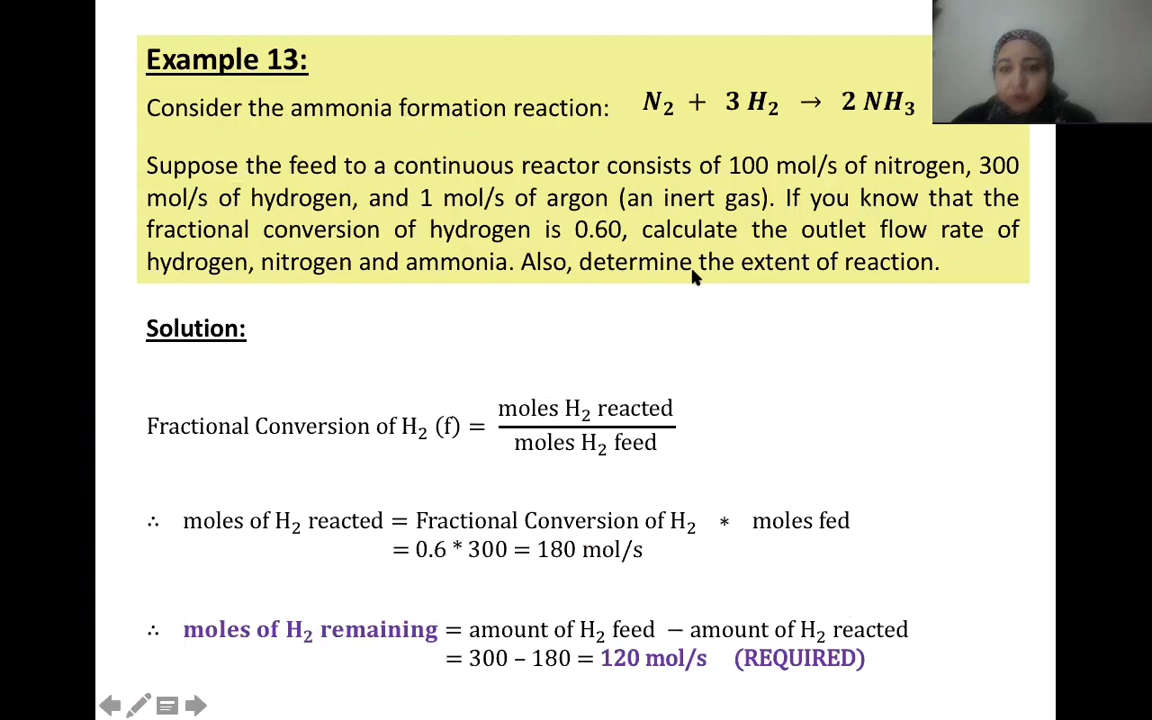 Example 13:
Consider the ammonia formation reaction: N₂ + 3 H₂ → 2 NH₃
Suppose the feed to a continuous reactor consists of 100 mol/s of nitrogen, 300
mol/s of hydrogen, and 1 mol/s of argon (an inert gas). If you know that the
fractional conversion of hydrogen is 0.60, calculate the outlet flow rate of
hydrogen, nitrogen and ammonia. Also, determine the extent of reaction.
Solution:
Fractional Conversion of H₂ (f) = moles H₂ reacted / moles H₂ feed
∴ moles of H₂ reacted = Fractional Conversion of H₂ * moles fed
= 0.6 * 300 = 180 mol/s
∴ moles of H₂ remaining = amount of H₂ feed − amount of H₂ reacted
= 300 – 180 = 120 mol/s (REQUIRED)